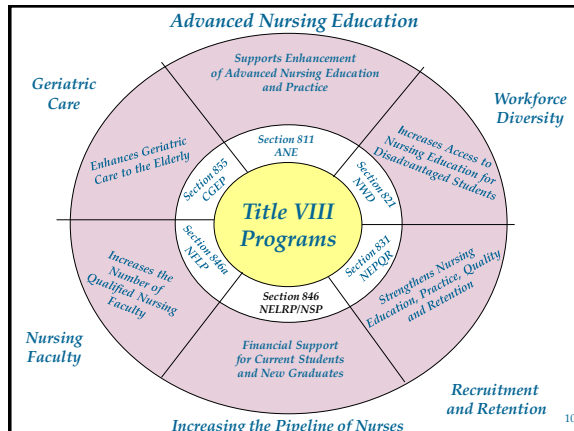 Advanced Nursing Education
Supports Enhancement
of Advanced Nursing Education
and Practice
Geriatric
Care
Workforce
Diversity
Enhances Geriatric
Care to the Elderly
Increases Access to
Nursing Education for
Disadvantaged Students
Section 811
ANE
Section 855
CGEP
Section 821
NWD
Title VIII
Programs
Section 846a
NFLP
Section 831
NEPQR
Section 846
NELRP/NSP
Increases the
Number of
Qualified Nursing
Faculty
Strengthens Nursing
Education, Practice, Quality
and Retention
Financial Support
for Current Students
and New Graduates
Nursing
Faculty
Recruitment
and Retention
Increasing the Pipeline of Nurses
10